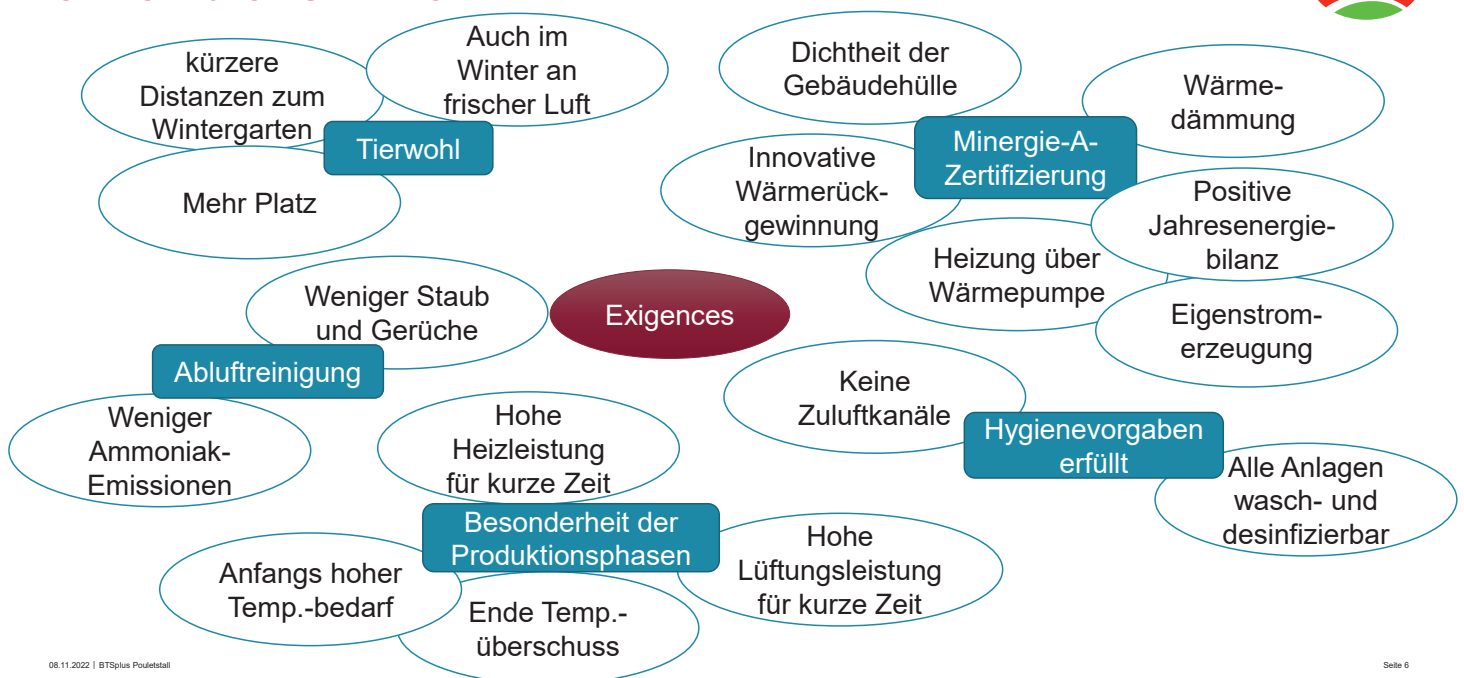 kürzere
Distanzen zum
Wintergarten
Auch im
Winter an
frischer Luft
Tierwohl
Mehr Platz
Dichtheit der
Gebäudehülle
Wärme-
dämmung
Minergie-A-
Zertifizierung
Innovative
Wärmerück-
gewinnung
Positive
Jahresenergie-
bilanz
Heizung über
Wärmepumpe
Eigenstrom-
erzeugung
Exigences
Weniger Staub
und Gerüche
Abluftreinigung
Weniger
Ammoniak-
Emissionen
Keine
Zuluftkanäle
Hygienevorgaben
erfüllt
Alle Anlagen
wasch- und
desinfizierbar
Hohe
Heizleistung
für kurze Zeit
Besonderheit der
Produktionsphasen
Hohe
Lüftungsleistung
für kurze Zeit
Anfangs hoher
Temp.-bedarf
Ende Temp.-
überschuss
08.11.2022 | BTSplus Pouletstall
Seite 6